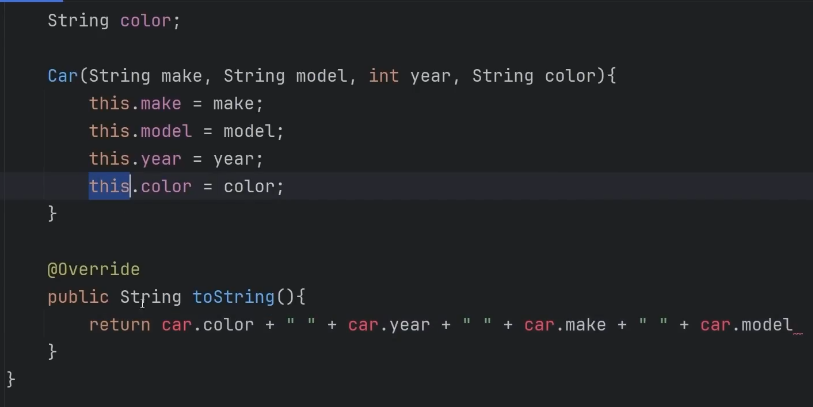 String color;
Car(String make, String model, int year, String color){
this.make = make;
this.model = model;
this.year = year;
this.color = color;
}
@Override
public String toString(){
return car.color + " " + car.year + " " + car.make + " " + car.model
}
}